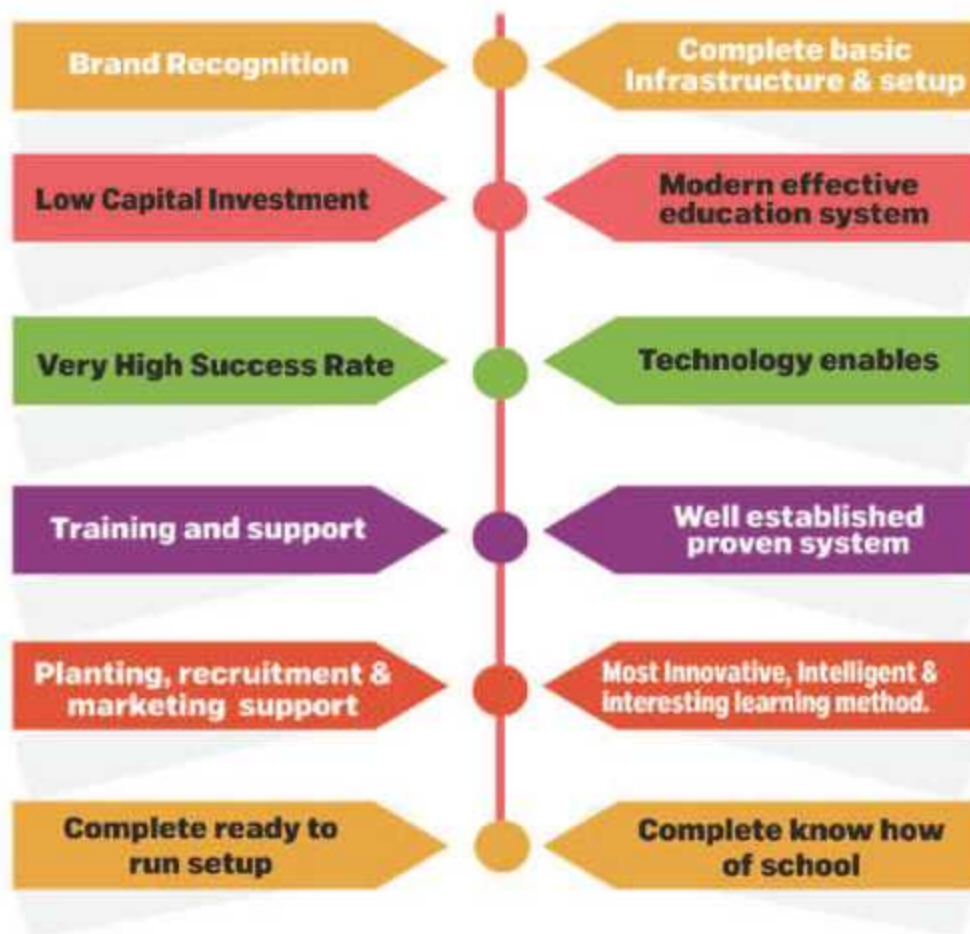 Brand Recognition
Complete basic
Infrastructure & setup
Low Capital Investment
Modern effective
education system
Very High Success Rate
Technology enables
Training and support
Well established
proven system
Planting, recruitment &
marketing support
Most Innovative, Intelligent &
interesting learning method.
Complete ready to
run setup
Complete know how
of school